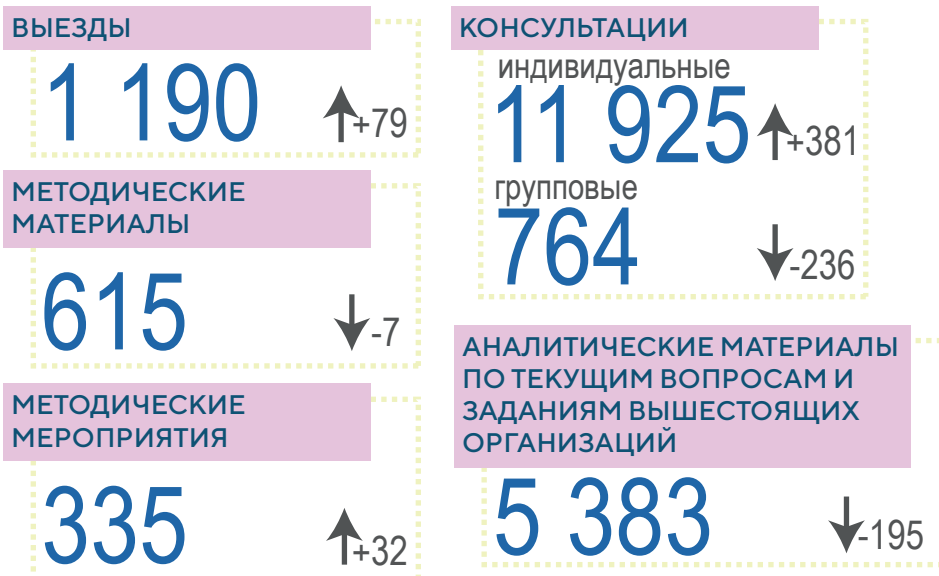 ВЫЕЗДЫ
1 190
+79
МЕТОДИЧЕСКИЕ
МАТЕРИАЛЫ
615
-7
МЕТОДИЧЕСКИЕ
МЕРОПРИЯТИЯ
335
+32
КОНСУЛЬТАЦИИ
индивидуальные
11 925
+381
групповые
764
-236
АНАЛИТИЧЕСКИЕ МАТЕРИАЛЫ
ПО ТЕКУЩИМ ВОПРОСАМ И
ЗАДАНИЯМ ВЫШЕСТОЯЩИХ
ОРГАНИЗАЦИЙ
5 383
-195